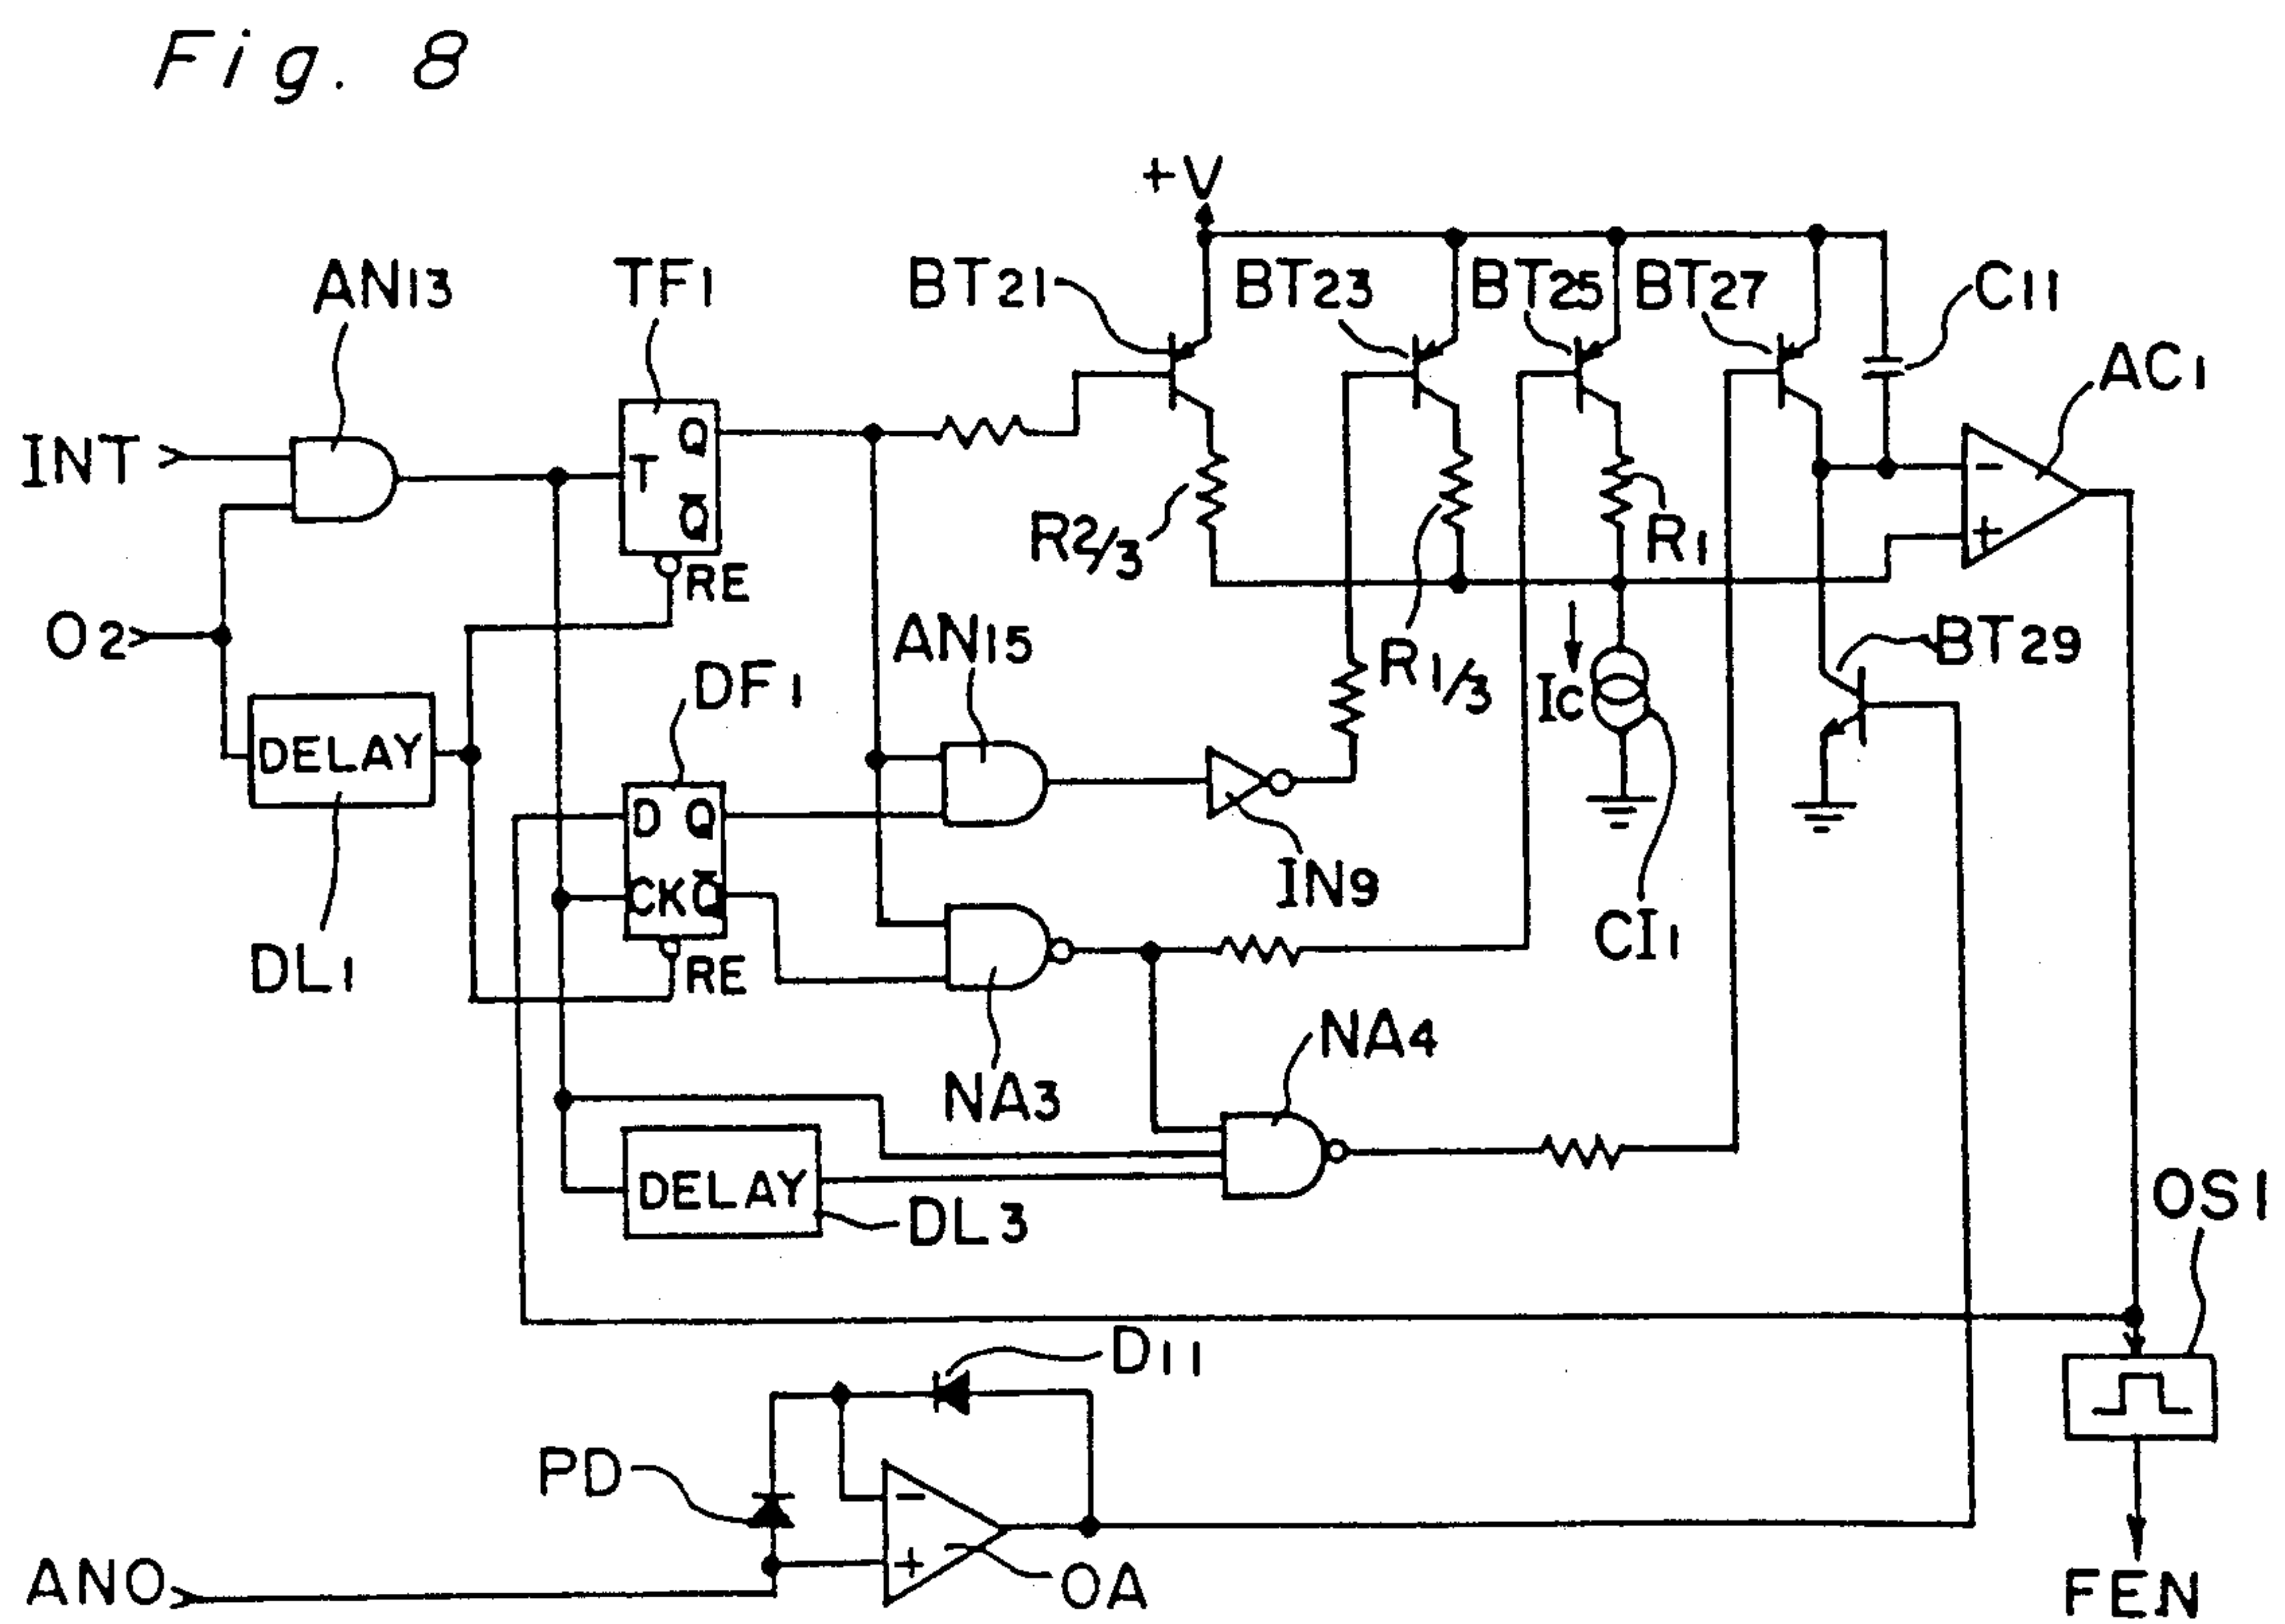 Fig. 8
+V
AN13
TF1
BT21
BT23
BT25
BT27
C11
AC1
INT
T
Q
Q̄
RE
R2/3
R1
-
+
O2
AN15
R1/3
Ic
BT29
DF1
DELAY
D
Q
CK
Q̄
RE
IN9
CI1
DL1
NA3
NA4
DELAY
DL3
OS1
D11
PD
-
+
OA
ANO
FEN